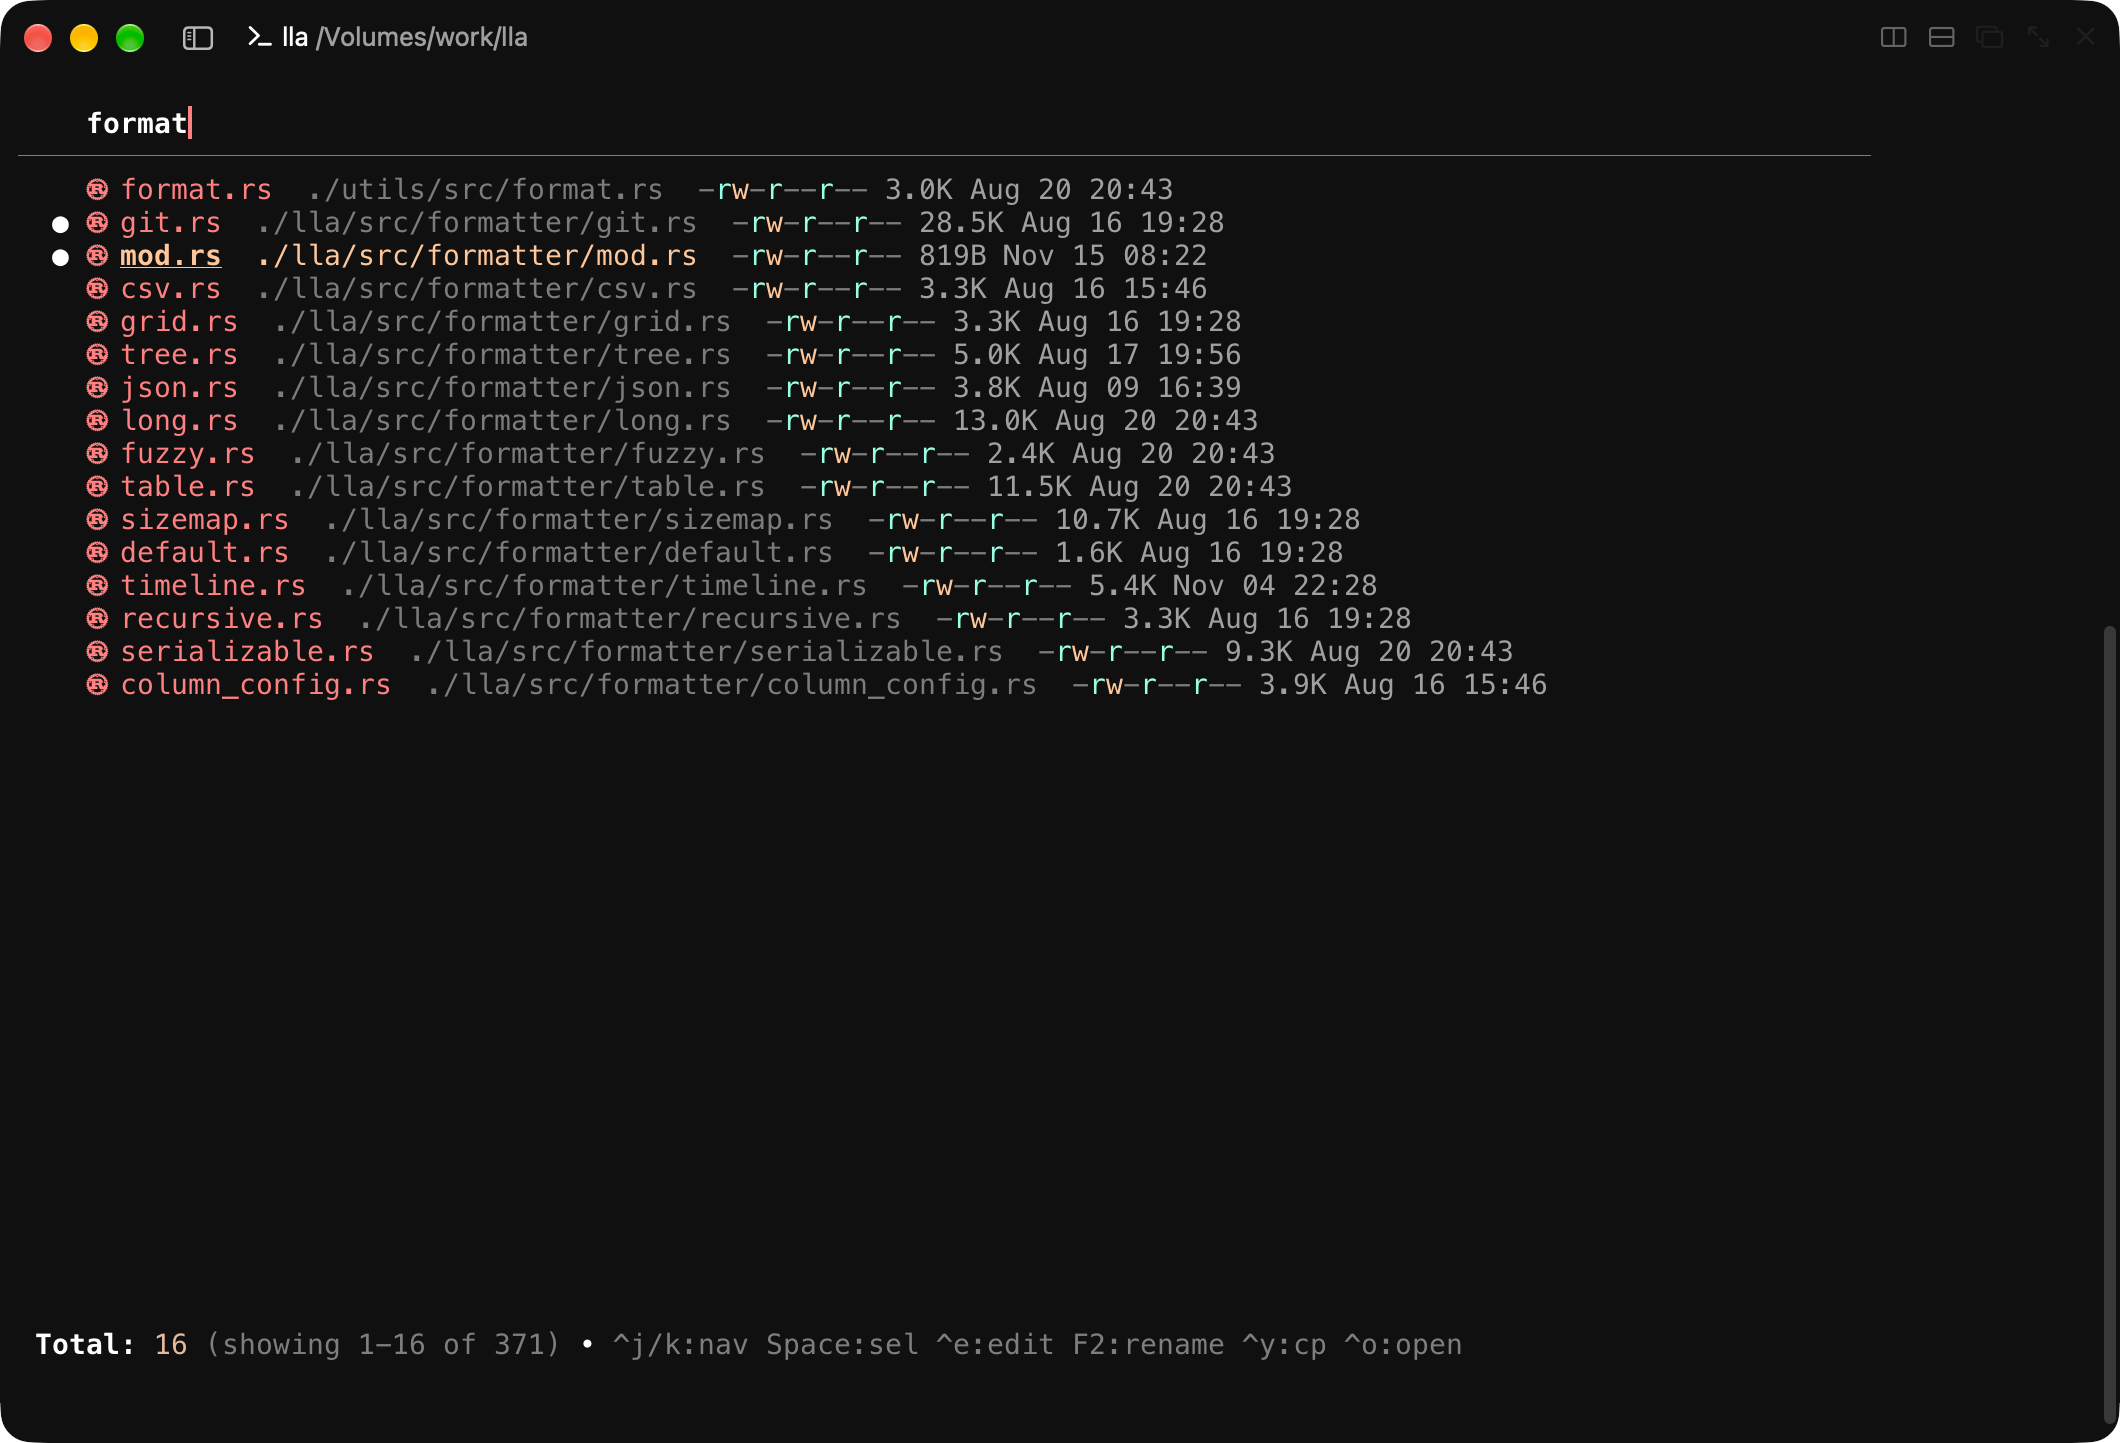 lla /Volumes/work/lla
format
format.rs ./utils/src/format.rs -rw-r--r-- 3.0K Aug 20 20:43
git.rs ./lla/src/formatter/git.rs -rw-r--r-- 28.5K Aug 16 19:28
mod.rs ./lla/src/formatter/mod.rs -rw-r--r-- 819B Nov 15 08:22
csv.rs ./lla/src/formatter/csv.rs -rw-r--r-- 3.3K Aug 16 15:46
grid.rs ./lla/src/formatter/grid.rs -rw-r--r-- 3.3K Aug 16 19:28
tree.rs ./lla/src/formatter/tree.rs -rw-r--r-- 5.0K Aug 17 19:56
json.rs ./lla/src/formatter/json.rs -rw-r--r-- 3.8K Aug 09 16:39
long.rs ./lla/src/formatter/long.rs -rw-r--r-- 13.0K Aug 20 20:43
fuzzy.rs ./lla/src/formatter/fuzzy.rs -rw-r--r-- 2.4K Aug 20 20:43
table.rs ./lla/src/formatter/table.rs -rw-r--r-- 11.5K Aug 20 20:43
sizemap.rs ./lla/src/formatter/sizemap.rs -rw-r--r-- 10.7K Aug 16 19:28
default.rs ./lla/src/formatter/default.rs -rw-r--r-- 1.6K Aug 16 19:28
timeline.rs ./lla/src/formatter/timeline.rs -rw-r--r-- 5.4K Nov 04 22:28
recursive.rs ./lla/src/formatter/recursive.rs -rw-r--r-- 3.3K Aug 16 19:28
serializable.rs ./lla/src/formatter/serializable.rs -rw-r--r-- 9.3K Aug 20 20:43
column_config.rs ./lla/src/formatter/column_config.rs -rw-r--r-- 3.9K Aug 16 15:46
Total: 16 (showing 1–16 of 371) • ^j/k:nav Space:sel ^e:edit F2:rename ^y:cp ^o:open